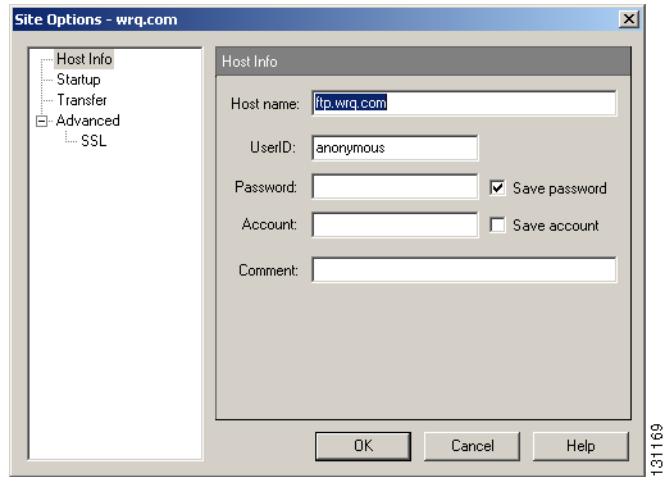 Site Options - wrq.com
Host Info
Startup
Transfer
Advanced
SSL
Host Info
Host name: ftp.wrq.com
UserID: anonymous
Password: Save password
Account: Save account
Comment:
OK Cancel Help
131169